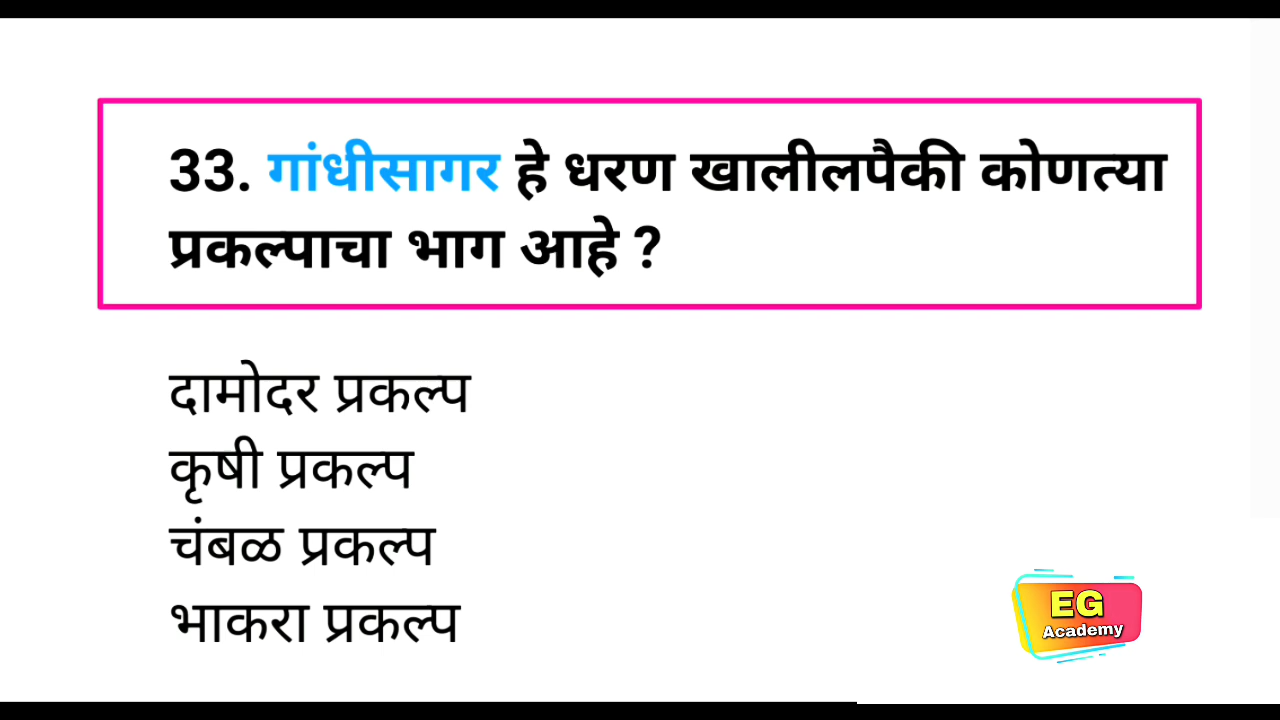 33. गांधीसागर हे धरण खालीलपैकी कोणत्या
प्रकल्पाचा भाग आहे ?
दामोदर प्रकल्प
कृषी प्रकल्प
चंबळ प्रकल्प
भाकरा प्रकल्प
EG
Academy